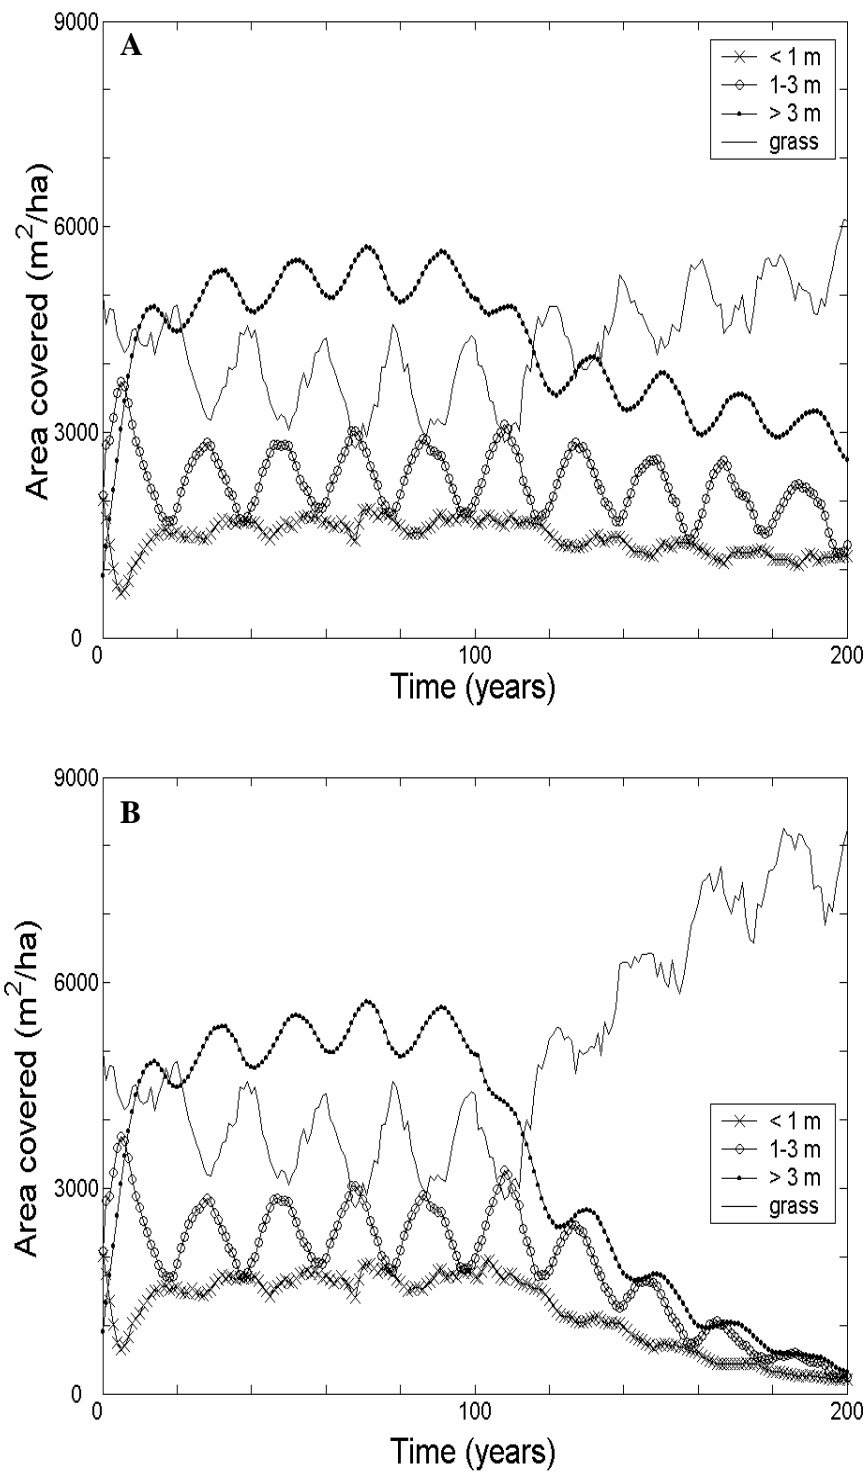 A
9000
6000
3000
0
Area covered (m²/ha)
< 1 m
1-3 m
> 3 m
grass
0
100
200
Time (years)
B
9000
6000
3000
0
Area covered (m²/ha)
< 1 m
1-3 m
> 3 m
grass
0
100
200
Time (years)